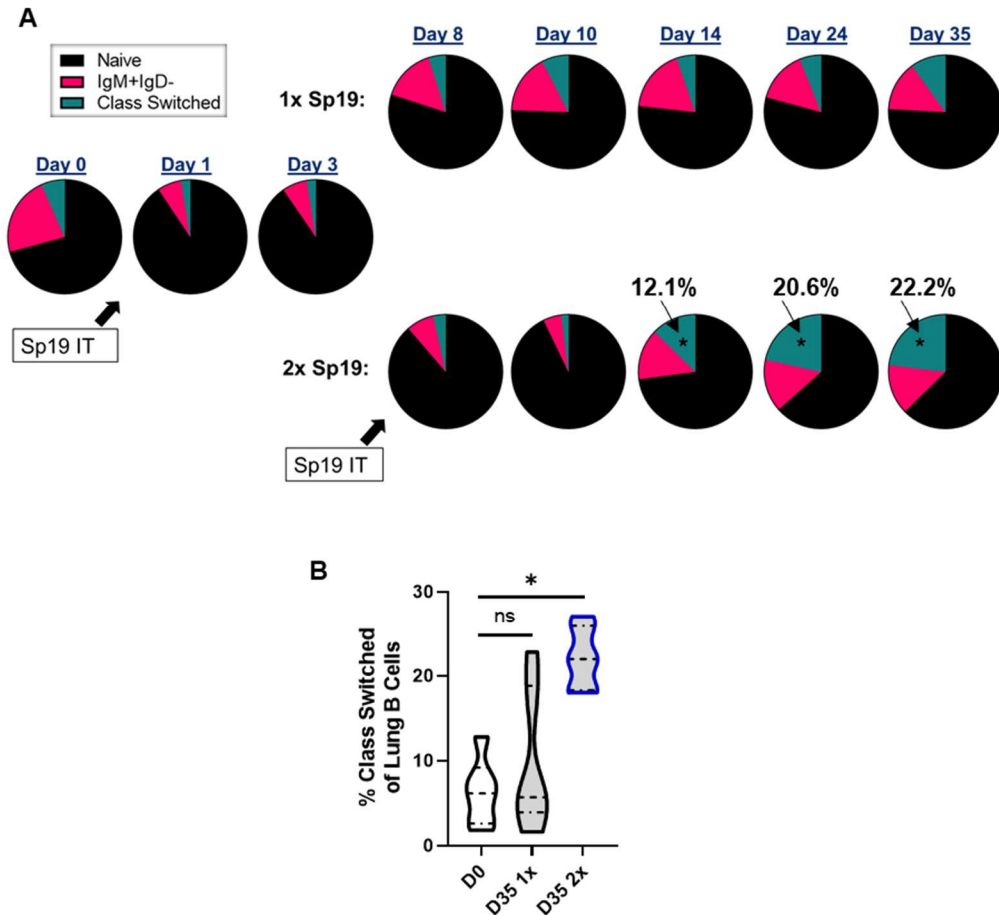 A
Naive
IgM+IgD-
Class Switched
Day 0
Day 1
Day 3
Sp19 IT
Day 8
Day 10
Day 14
Day 24
Day 35
1x Sp19:
12.1%
20.6%
22.2%
2x Sp19:
*
*
*
Sp19 IT
B
% Class Switched
of Lung B Cells
30
20
10
0
*
ns
D0
D35 1x
D35 2x